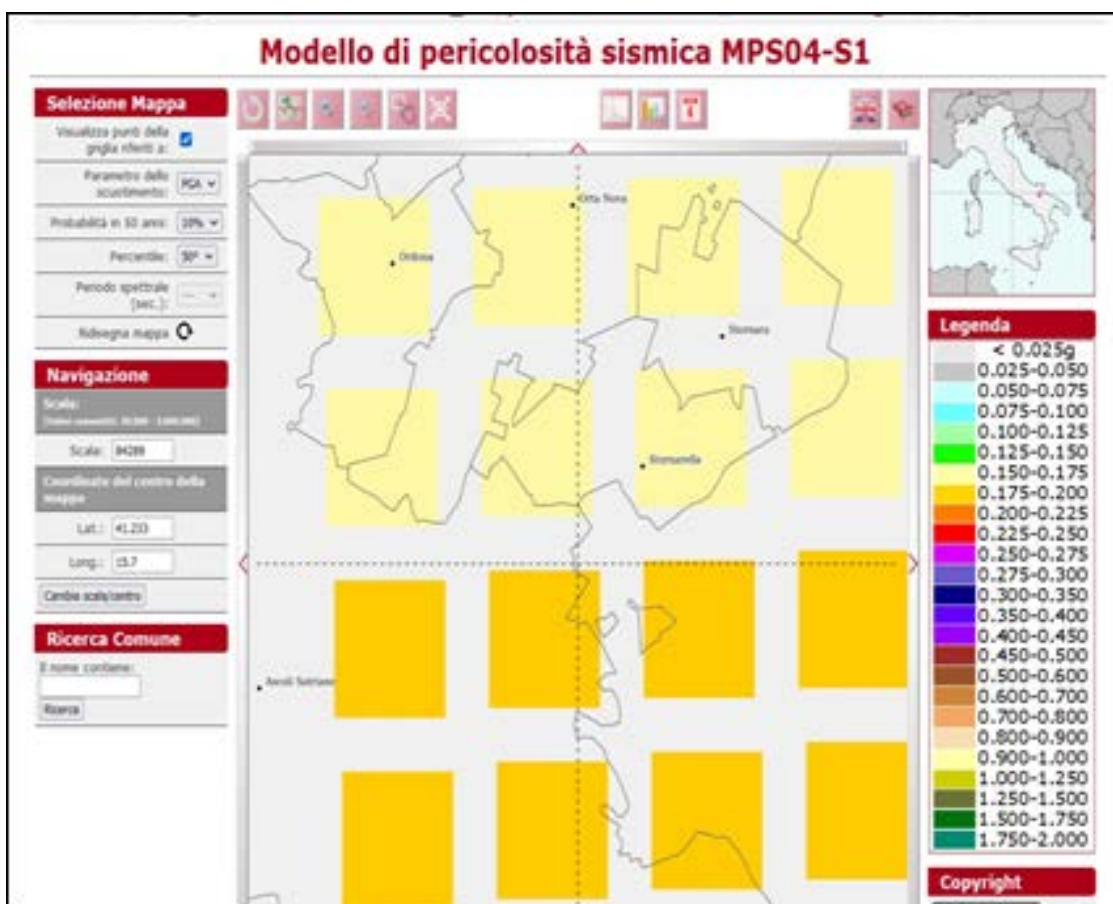 Modello di pericolosità sismica MPS04-S1
Selezione Mappa
Visualizza punti della
griglia riferiti a:
Parametro dello
scuotimento: PGA
Probabilità in 50 anni: 10%
Percentile: 50°
Periodo spettrale
(sec.):
Ridisegna mappa
Navigazione
Scala:
Scala: 84288
Coordinate del centro della
mappa
Lat.: 41.233
Long.: 15.7
Cambia scala/centro
Ricerca Comune
Il nome contiene:
Ricerca
Orta Nova
Ordona
Stornara
Stornarella
Ascoli Satriano
Legenda
< 0.025g
0.025-0.050
0.050-0.075
0.075-0.100
0.100-0.125
0.125-0.150
0.150-0.175
0.175-0.200
0.200-0.225
0.225-0.250
0.250-0.275
0.275-0.300
0.300-0.350
0.350-0.400
0.400-0.450
0.450-0.500
0.500-0.600
0.600-0.700
0.700-0.800
0.800-0.900
0.900-1.000
1.000-1.250
1.250-1.500
1.500-1.750
1.750-2.000
Copyright